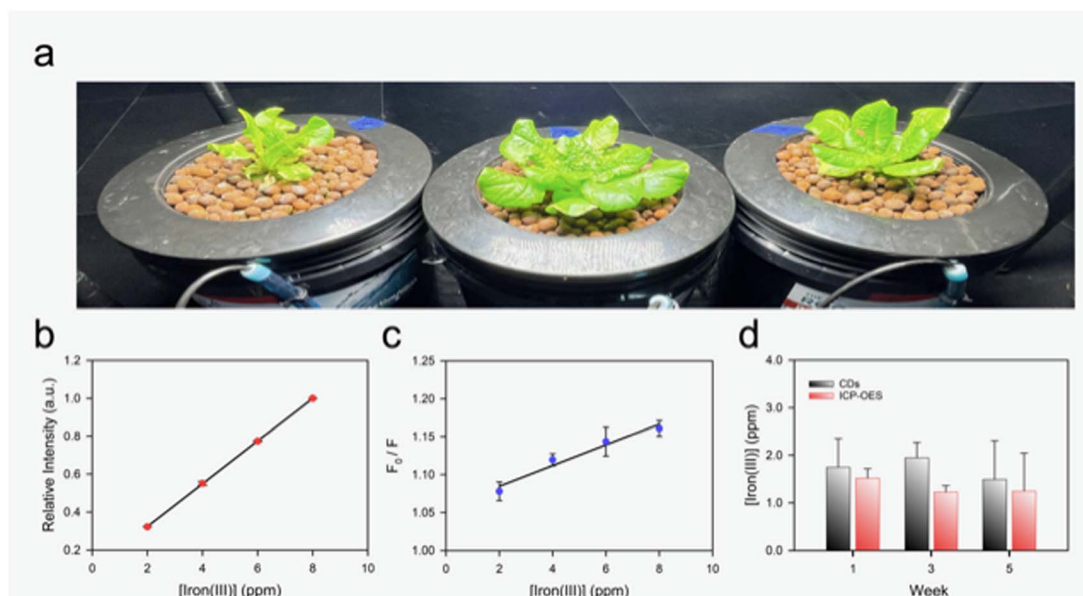 a
b
1.2
1.0
0.8
0.6
0.4
0.2
0 2 4 6 8 10
Relative Intensity (a.u.)
[Iron(III)] (ppm)
c
1.25
1.20
1.15
1.10
1.05
1.00
0 2 4 6 8 10
F0 / F
[Iron(III)] (ppm)
d
4.0
3.0
2.0
1.0
0.0
1 3 5
[Iron(III)] (ppm)
CDs
ICP-OES
Week